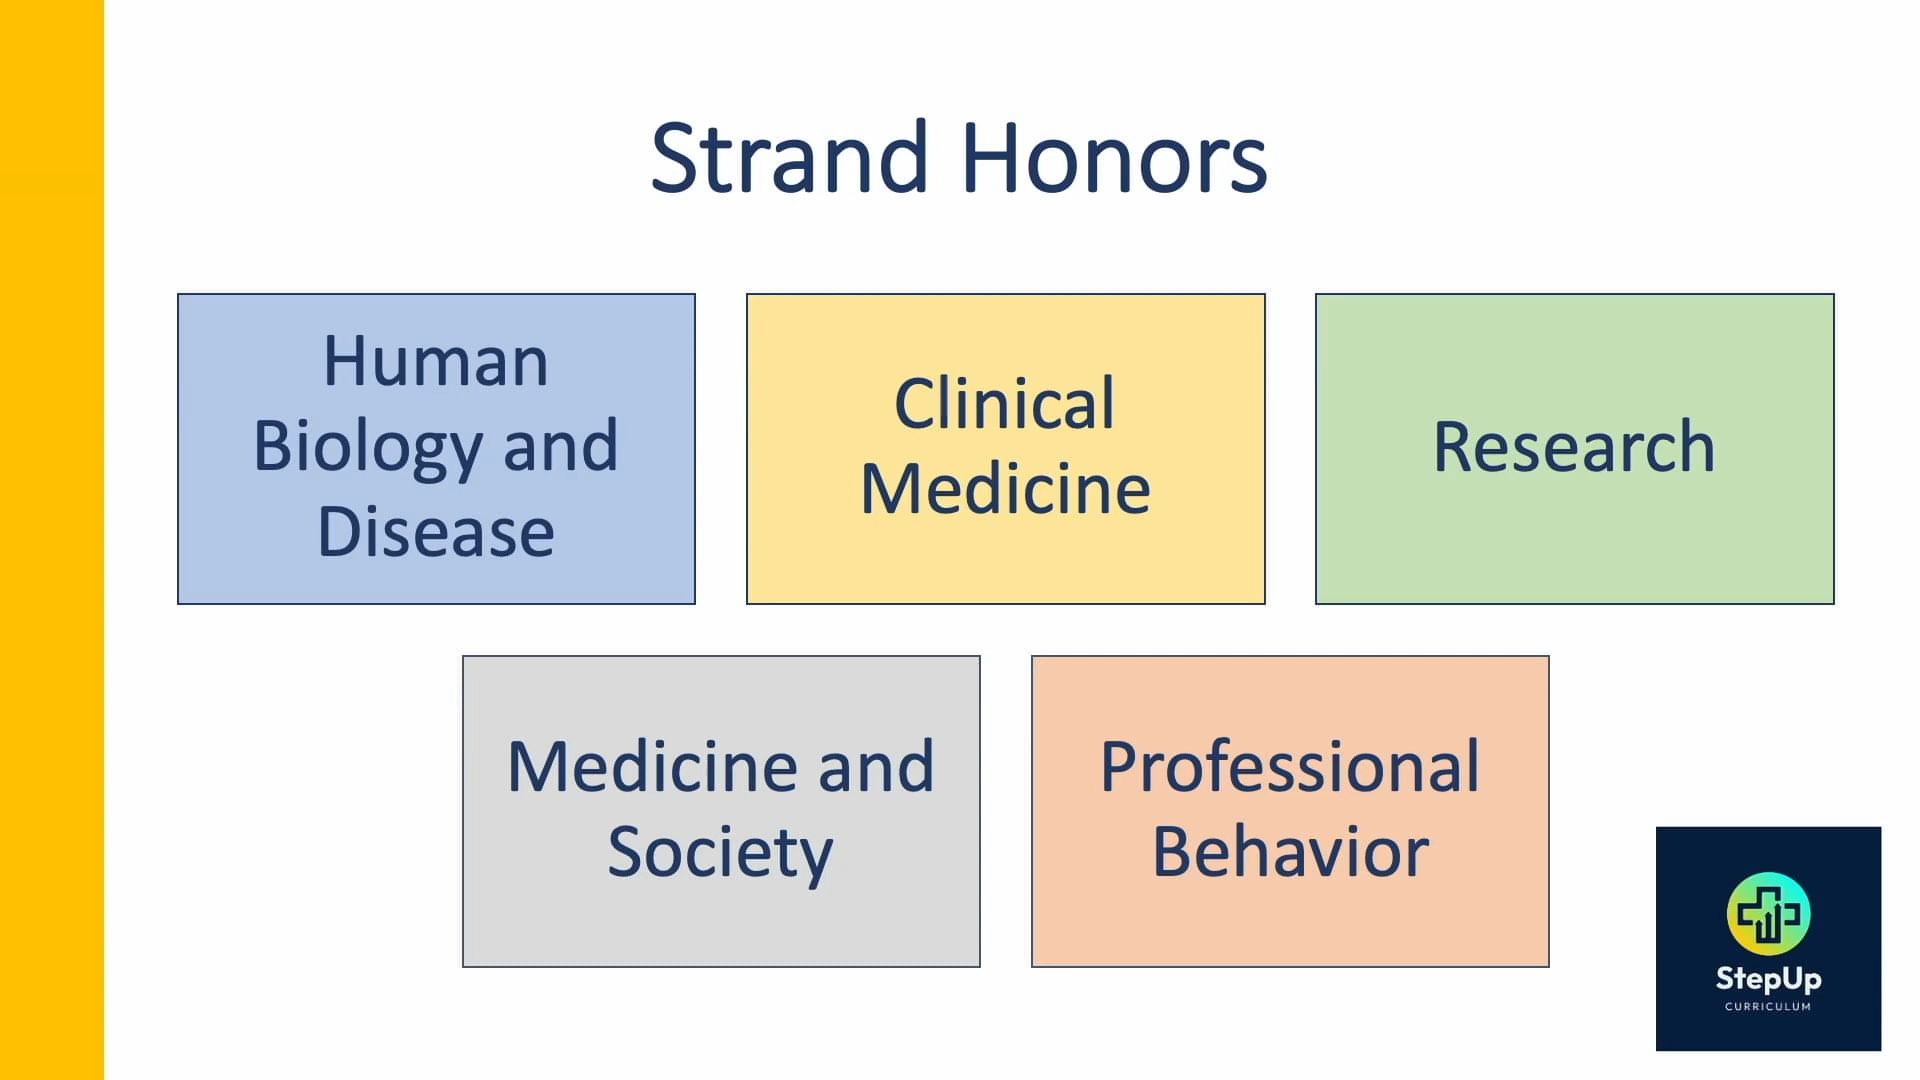 Strand Honors
Human
Biology and
Disease
Clinical
Medicine
Research
Medicine and
Society
Professional
Behavior
StepUp
CURRICULUM